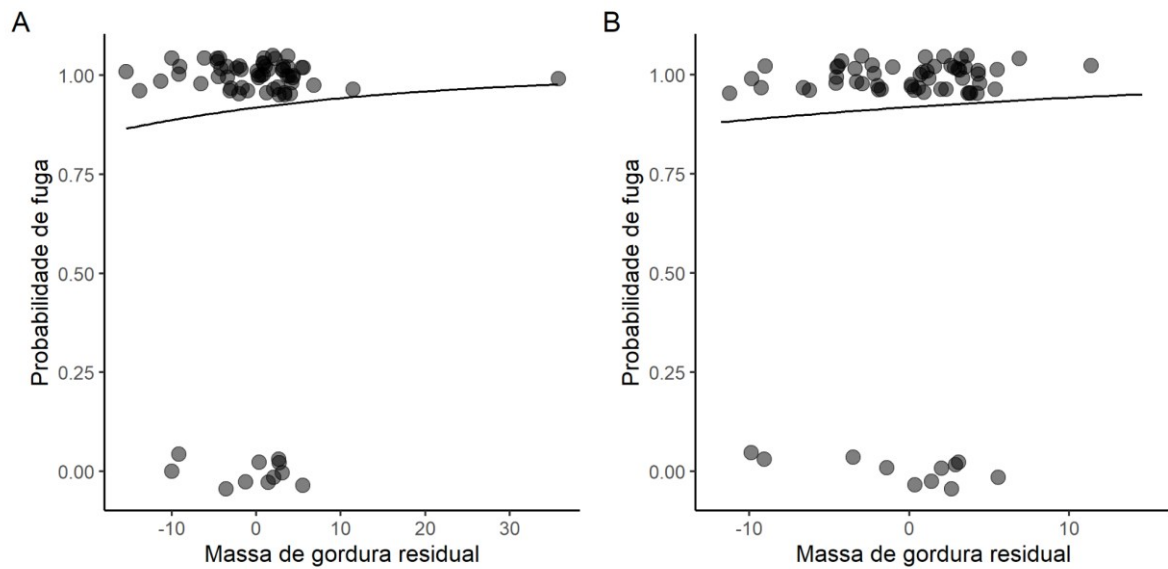 A
Probabilidade de fuga
1.00
0.75
0.50
0.25
0.00
-10 0 10 20 30
Massa de gordura residual
B
Probabilidade de fuga
1.00
0.75
0.50
0.25
0.00
-10 0 10
Massa de gordura residual